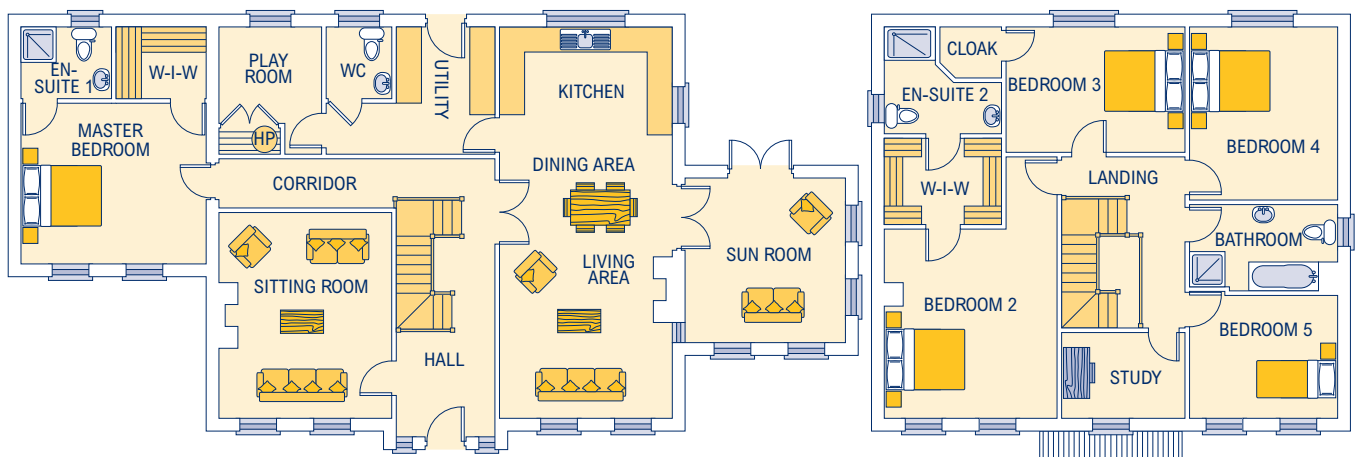 EN-
SUITE 1
W-I-W
PLAY
ROOM
WC
UTILITY
KITCHEN
HP
MASTER
BEDROOM
CORRIDOR
DINING AREA
LIVING
AREA
SUN ROOM
SITTING ROOM
HALL
CLOAK
BEDROOM 3
EN-SUITE 2
BEDROOM 4
W-I-W
LANDING
BATHROOM
BEDROOM 2
BEDROOM 5
STUDY